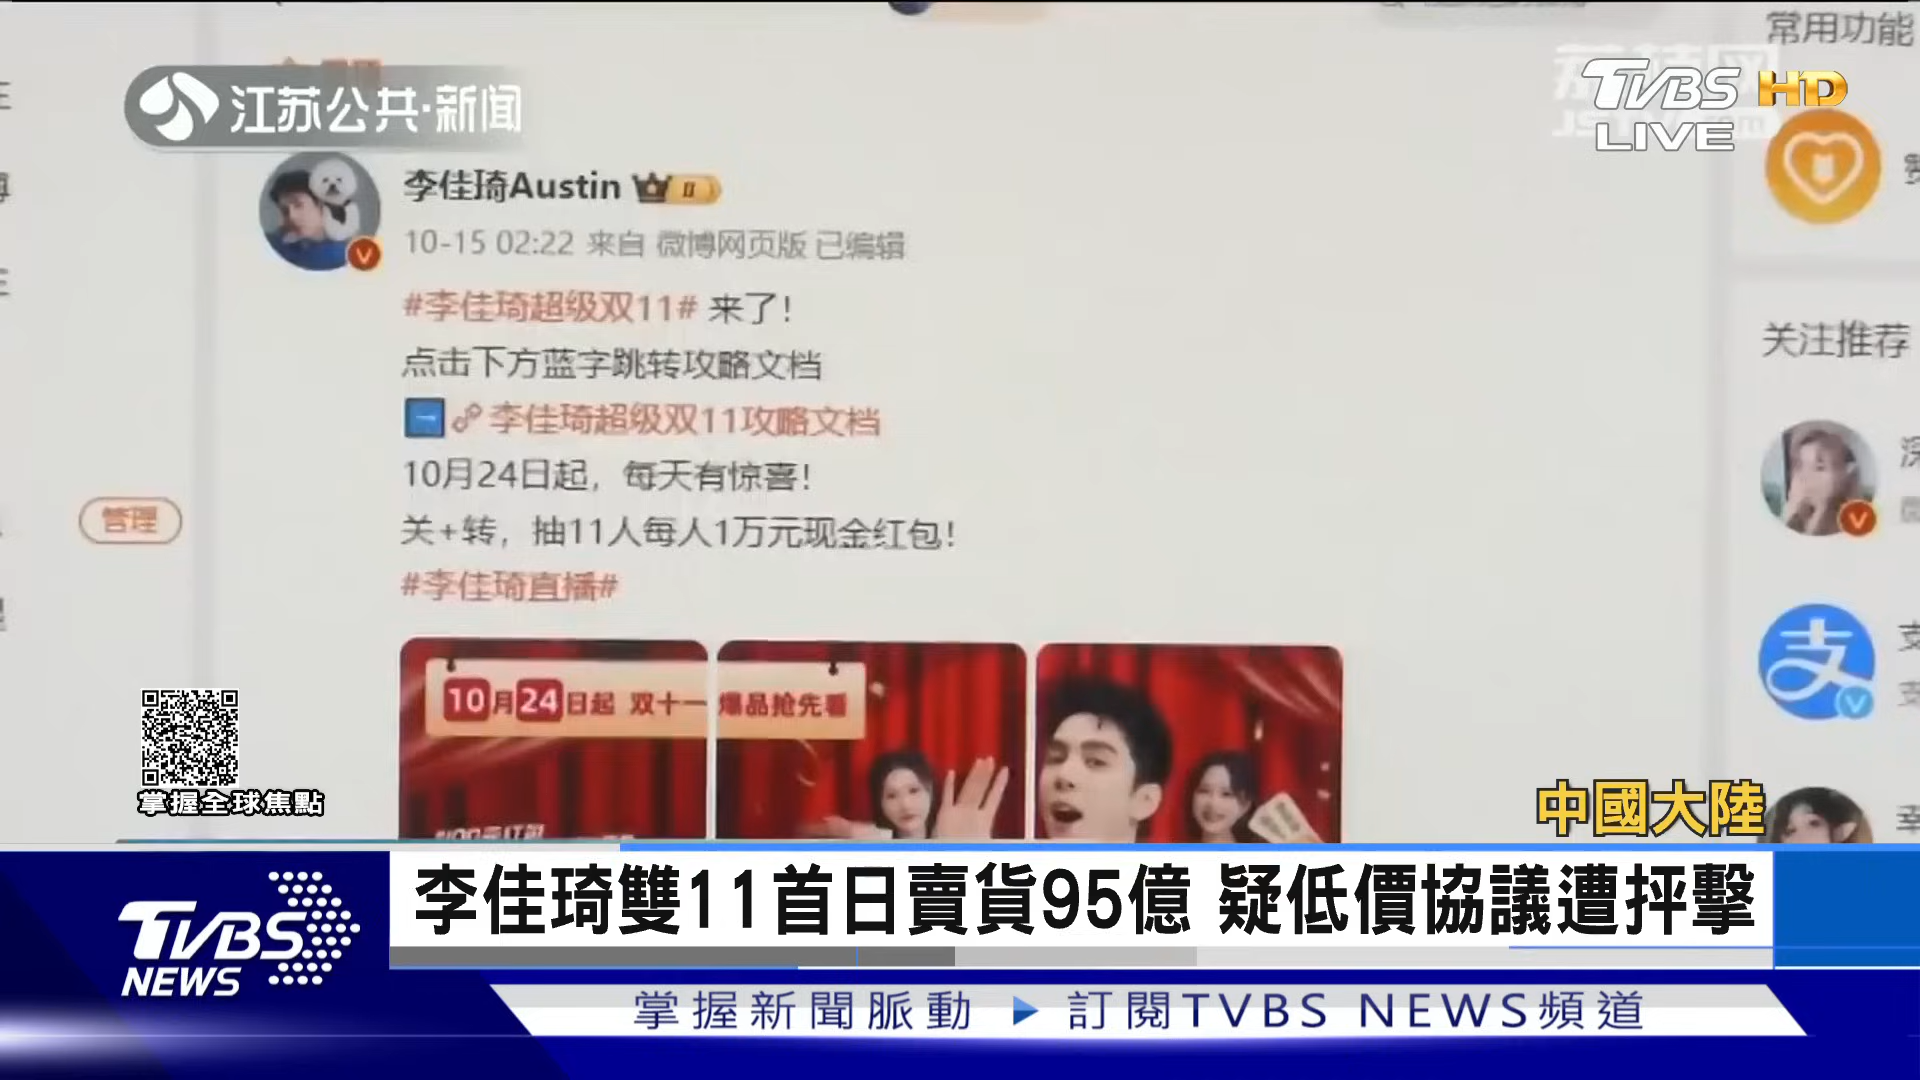 常用功能
江苏公共·新闻
TVBS HD
LIVE
李佳琦Austin
10-15 02:22 来自 微博网页版 已编辑
#李佳琦超级双11# 来了!
点击下方蓝字跳转攻略文档
李佳琦超级双11攻略文档
10月24日起，每天有惊喜!
关+转，抽11人每人1万元现金红包!
#李佳琦直播#
关注推荐
管理
10月24日起 双十一 爆品抢先看
掌握全球焦點
中國大陸
李佳琦雙11首日賣貨95億 疑低價協議遭抨擊
TVBS
NEWS
掌握新聞脈動 ▶ 訂閱TVBS NEWS頻道